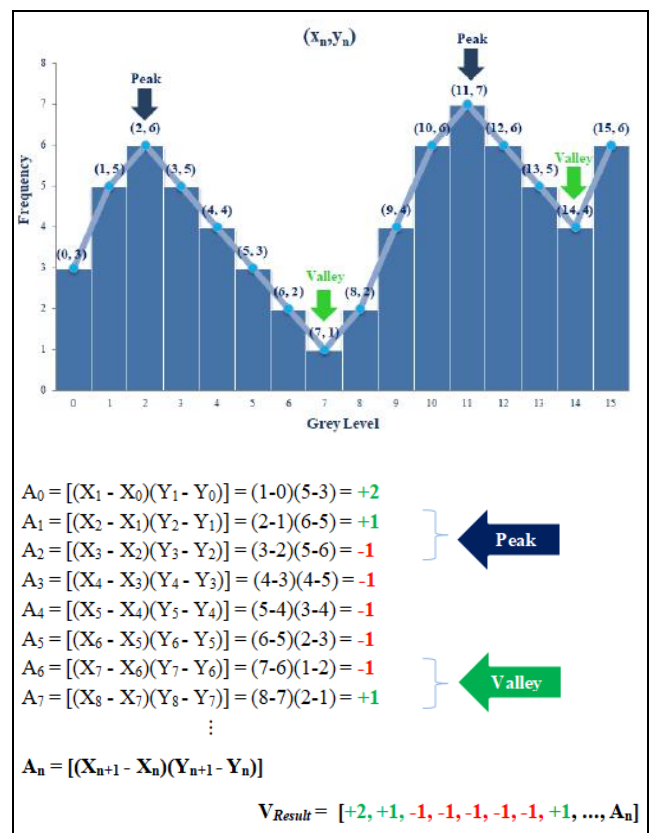 (xₙ,yₙ)
Peak
Peak
8
7
6
5
4
3
2
1
0
Frequency
(0, 3)
(1, 5)
(2, 6)
(3, 5)
(4, 4)
(5, 3)
(6, 2)
Valley
(7, 1)
(8, 2)
(9, 4)
(10, 6)
(11, 7)
(12, 6)
(13, 5)
Valley
(14, 4)
(15, 6)
0 1 2 3 4 5 6 7 8 9 10 11 12 13 14 15
Grey Level
A₀ = [(X₁ - X₀)(Y₁ - Y₀)] = (1-0)(5-3) = +2
A₁ = [(X₂ - X₁)(Y₂ - Y₁)] = (2-1)(6-5) = +1
A₂ = [(X₃ - X₂)(Y₃ - Y₂)] = (3-2)(5-6) = -1
Peak
A₃ = [(X₄ - X₃)(Y₄ - Y₃)] = (4-3)(4-5) = -1
A₄ = [(X₅ - X₄)(Y₅ - Y₄)] = (5-4)(3-4) = -1
A₅ = [(X₆ - X₅)(Y₆ - Y₅)] = (6-5)(2-3) = -1
A₆ = [(X₇ - X₆)(Y₇ - Y₆)] = (7-6)(1-2) = -1
A₇ = [(X₈ - X₇)(Y₈ - Y₇)] = (8-7)(2-1) = +1
Valley
⋮
Aₙ = [(Xₙ₊₁ - Xₙ)(Yₙ₊₁ - Yₙ)]
V_Result = [+2, +1, -1, -1, -1, -1, -1, +1, ..., Aₙ]